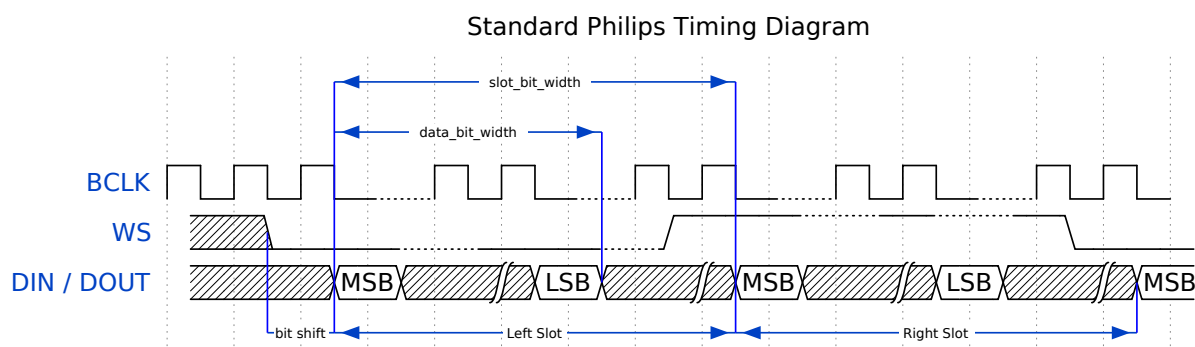 Standard Philips Timing Diagram
slot_bit_width
data_bit_width
BCLK
WS
DIN / DOUT
MSB
LSB
MSB
LSB
MSB
bit shift
Left Slot
Right Slot